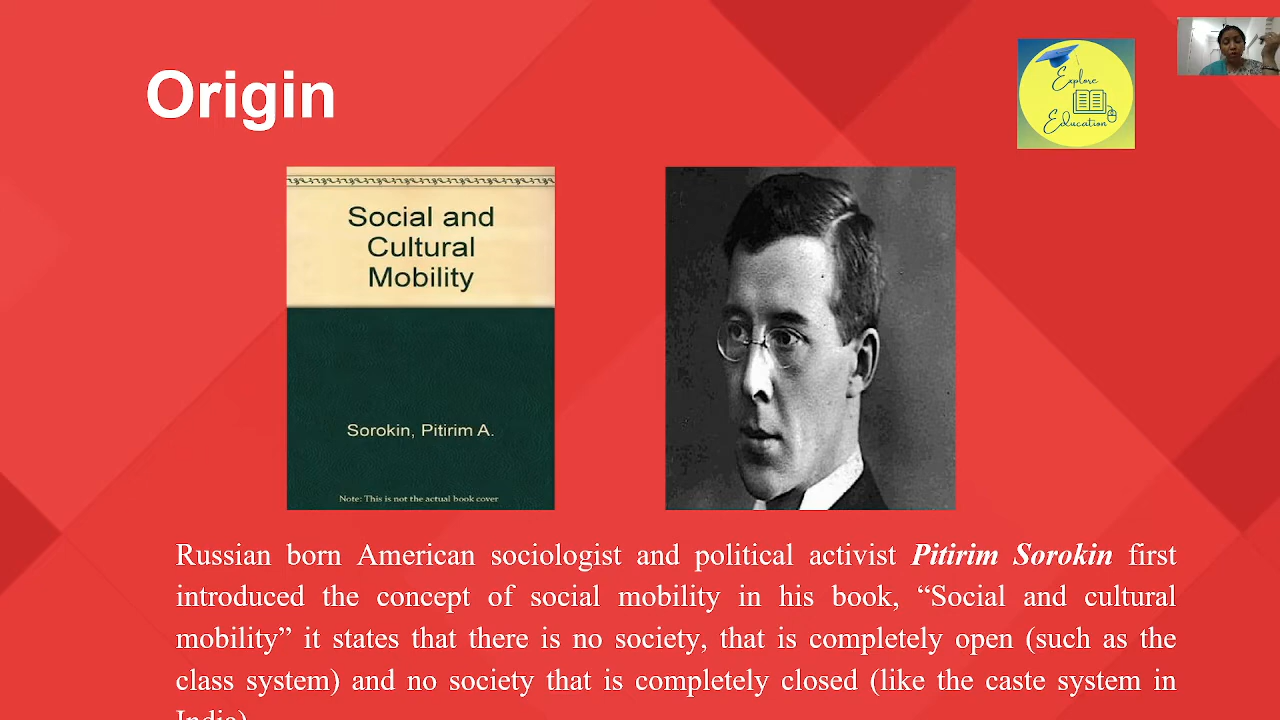 Origin
Explore
Education
Social and
Cultural
Mobility
Sorokin, Pitirim A.
Note: This is not the actual book cover
Russian born American sociologist and political activist Pitirim Sorokin first
introduced the concept of social mobility in his book, “Social and cultural
mobility” it states that there is no society, that is completely open (such as the
class system) and no society that is completely closed (like the caste system in
India)